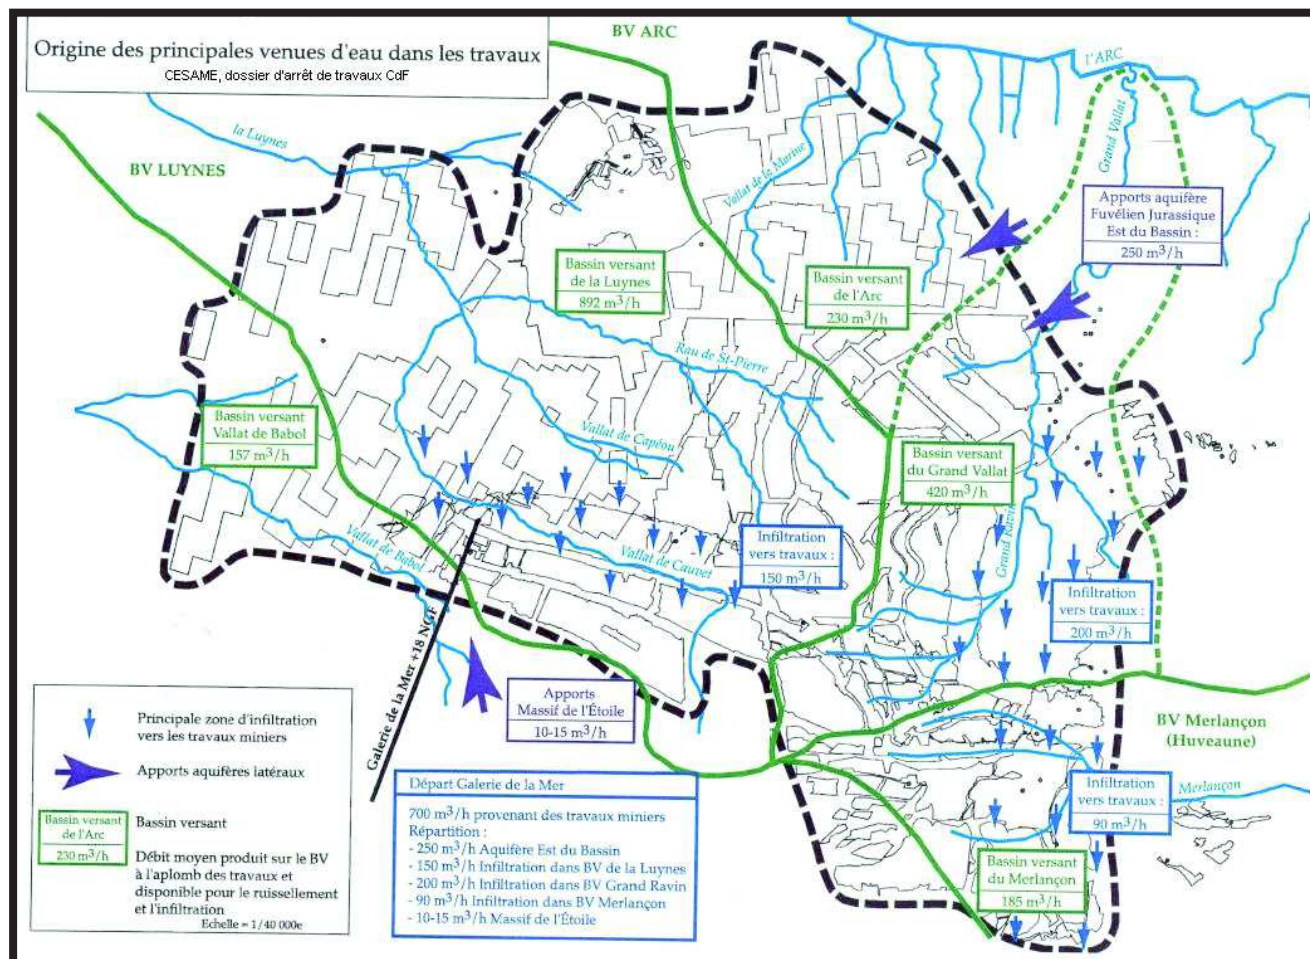 Origine des principales venues d'eau dans les travaux
CESAME, dossier d'arrêt de travaux CdF
BV ARC
l'ARC
Grand Vallat
la Luynes
BV LUYNES
Vallat de la Marine
Apports aquifère
Fuvélien Jurassique
Est du Bassin :
250 m³/h
Bassin versant
de la Luynes
892 m³/h
Bassin versant
de l'Arc
230 m³/h
Rau de St-Pierre
Bassin versant
Vallat de Babol
157 m³/h
Vallat de Capéou
Bassin versant
du Grand Vallat
420 m³/h
Grand Ravin
Vallat de Babol
Vallat de Cauvet
Infiltration
vers travaux :
150 m³/h
Infiltration
vers travaux :
200 m³/h
Galerie de la Mer +18 NGF
Apports
Massif de l'Étoile
10-15 m³/h
BV Merlançon
(Huveaune)
Merlançon
Infiltration
vers travaux :
90 m³/h
Bassin versant
du Merlançon
185 m³/h
Principale zone d'infiltration
vers les travaux miniers
Apports aquifères latéraux
Bassin versant
de l'Arc
230 m³/h
Bassin versant
Débit moyen produit sur le BV
à l'aplomb des travaux et
disponible pour le ruissellement
et l'infiltration
Echelle = 1/40 000e
Départ Galerie de la Mer
700 m³/h provenant des travaux miniers
Répartition :
- 250 m³/h Aquifère Est du Bassin
- 150 m³/h Infiltration dans BV de la Luynes
- 200 m³/h Infiltration dans BV Grand Ravin
- 90 m³/h Infiltration dans BV Merlançon
- 10-15 m³/h Massif de l'Étoile